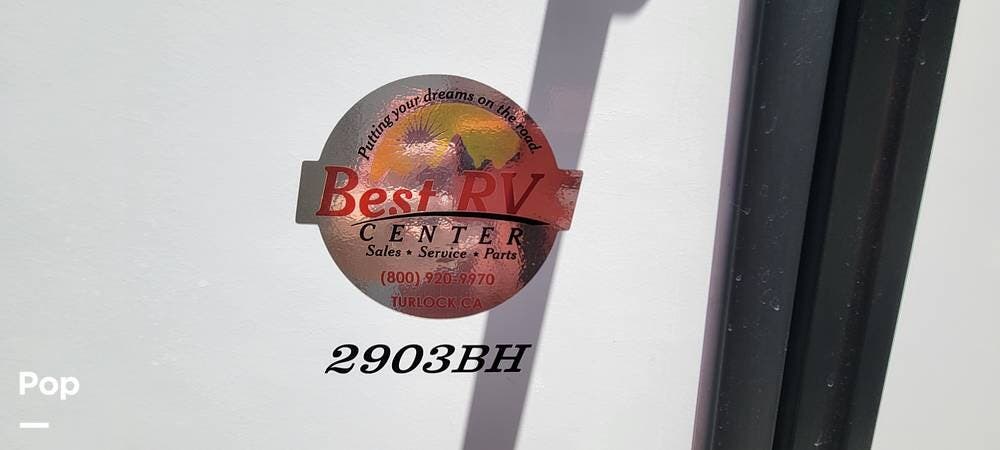 Putting your dreams on the road.
Best RV
CENTER
Sales ★ Service ★ Parts
(800) 920-9970
TURLOCK, CA
2903BH
Pop